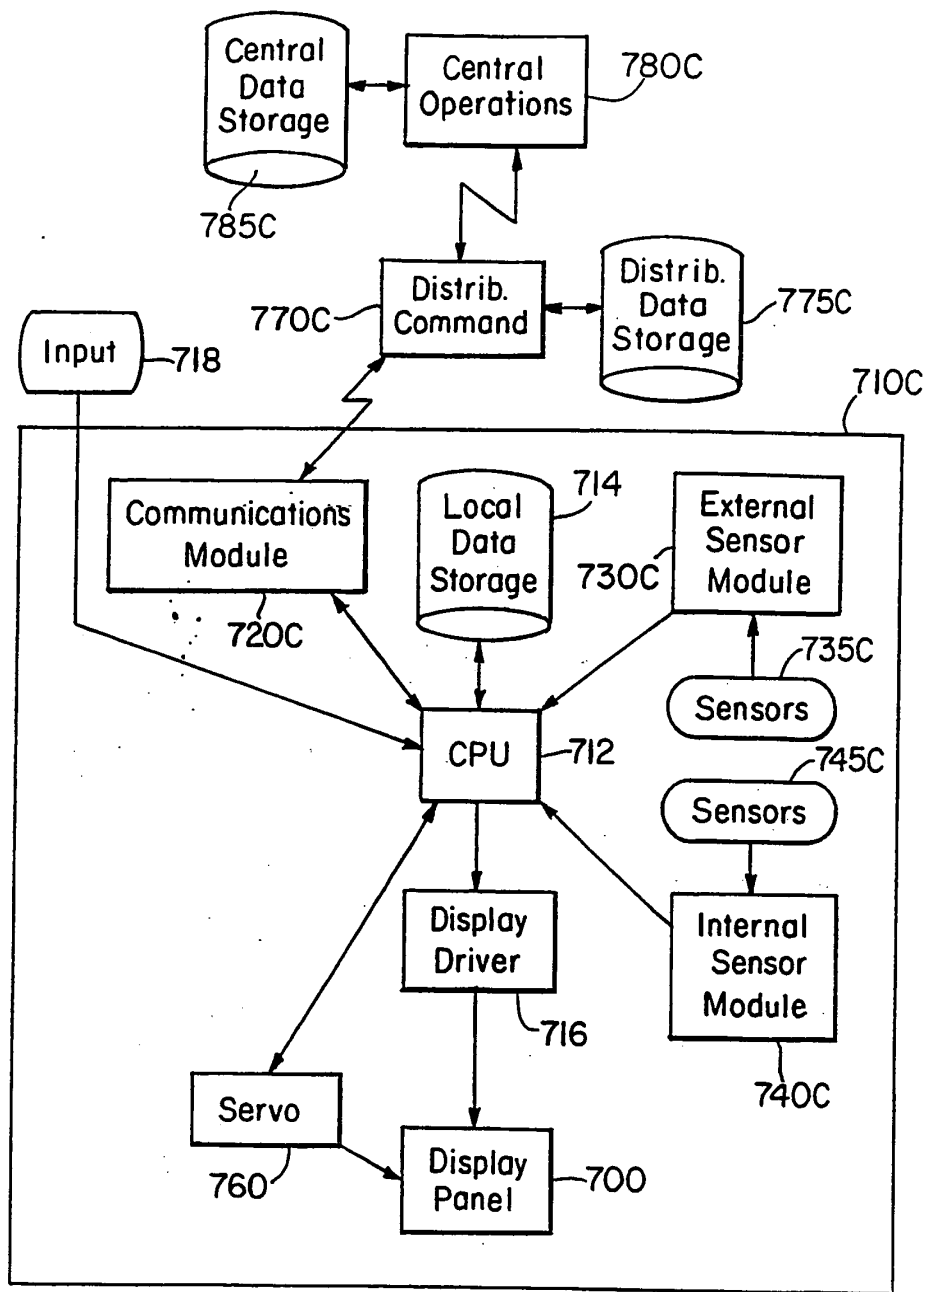 Central
Data
Storage
785C
Central
Operations
780C
Distrib.
Command
770C
Distrib.
Data
Storage
775C
Input
718
710C
Communications
Module
720C
Local
Data
Storage
714
External
Sensor
Module
730C
Sensors
735C
CPU
712
Sensors
745C
Display
Driver
716
Internal
Sensor
Module
740C
Servo
760
Display
Panel
700